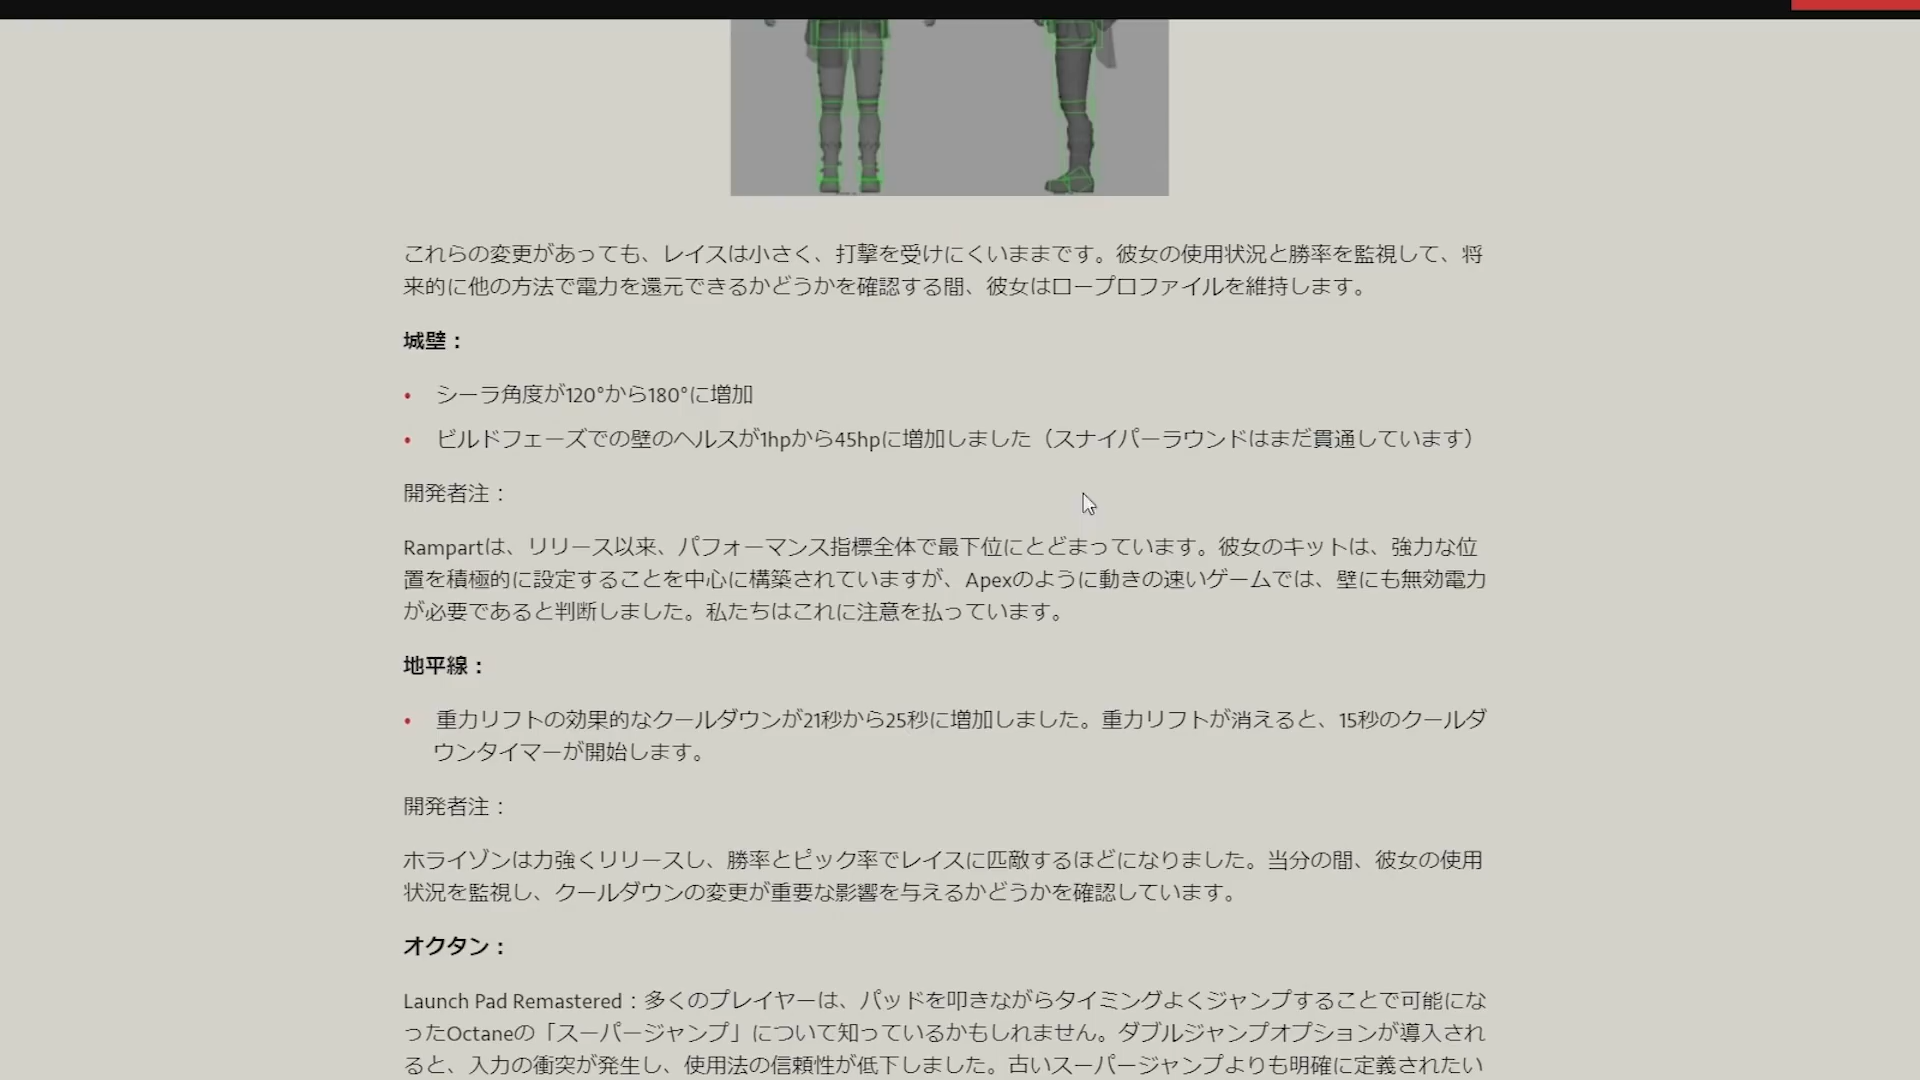 これらの変更があっても、レイスは小さく、打撃を受けにくいままです。彼女の使用状況と勝率を監視して、将
来的に他の方法で電力を還元できるかどうかを確認する間、彼女はロープロファイルを維持します。
城壁：
• シーラ角度が120°から180°に増加
• ビルドフェーズでの壁のヘルスが1hpから45hpに増加しました（スナイパーラウンドはまだ貫通しています）
開発者注：
Rampartは、リリース以来、パフォーマンス指標全体で最下位にとどまっています。彼女のキットは、強力な位
置を積極的に設定することを中心に構築されていますが、Apexのように動きの速いゲームでは、壁にも無効電力
が必要であると判断しました。私たちはこれに注意を払っています。
地平線：
• 重力リフトの効果的なクールダウンが21秒から25秒に増加しました。重力リフトが消えると、15秒のクールダ
ウンタイマーが開始します。
開発者注：
ホライゾンは力強くリリースし、勝率とピック率でレイスに匹敵するほどになりました。当分の間、彼女の使用
状況を監視し、クールダウンの変更が重要な影響を与えるかどうかを確認しています。
オクタン：
Launch Pad Remastered：多くのプレイヤーは、パッドを叩きながらタイミングよくジャンプすることで可能にな
ったOctaneの「スーパージャンプ」について知っているかもしれません。ダブルジャンプオプションが導入され
ると、入力の衝突が発生し、使用法の信頼性が低下しました。古いスーパージャンプよりも明確に定義されたい